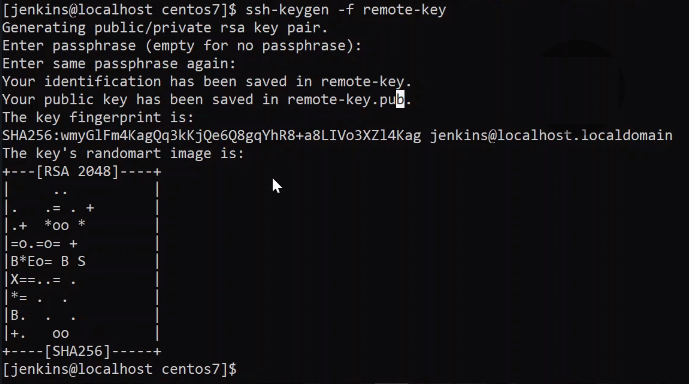 [jenkins@localhost centos7]$ ssh-keygen -f remote-key
Generating public/private rsa key pair.
Enter passphrase (empty for no passphrase):
Enter same passphrase again:
Your identification has been saved in remote-key.
Your public key has been saved in remote-key.pub.
The key fingerprint is:
SHA256:wmyGlFm4KagQq3kKjQe6Q8gqYhR8+a8LIVo3XZl4Kag jenkins@localhost.localdomain
The key's randomart image is:
+---[RSA 2048]----+
|     ..          |
|.   .= . +       |
|.+  *oo *        |
|=o.=o= +         |
|B*Eo= B S        |
|X==..= .         |
|*= .  .          |
|B.  .  .         |
|+.   oo          |
+----[SHA256]-----+
[jenkins@localhost centos7]$